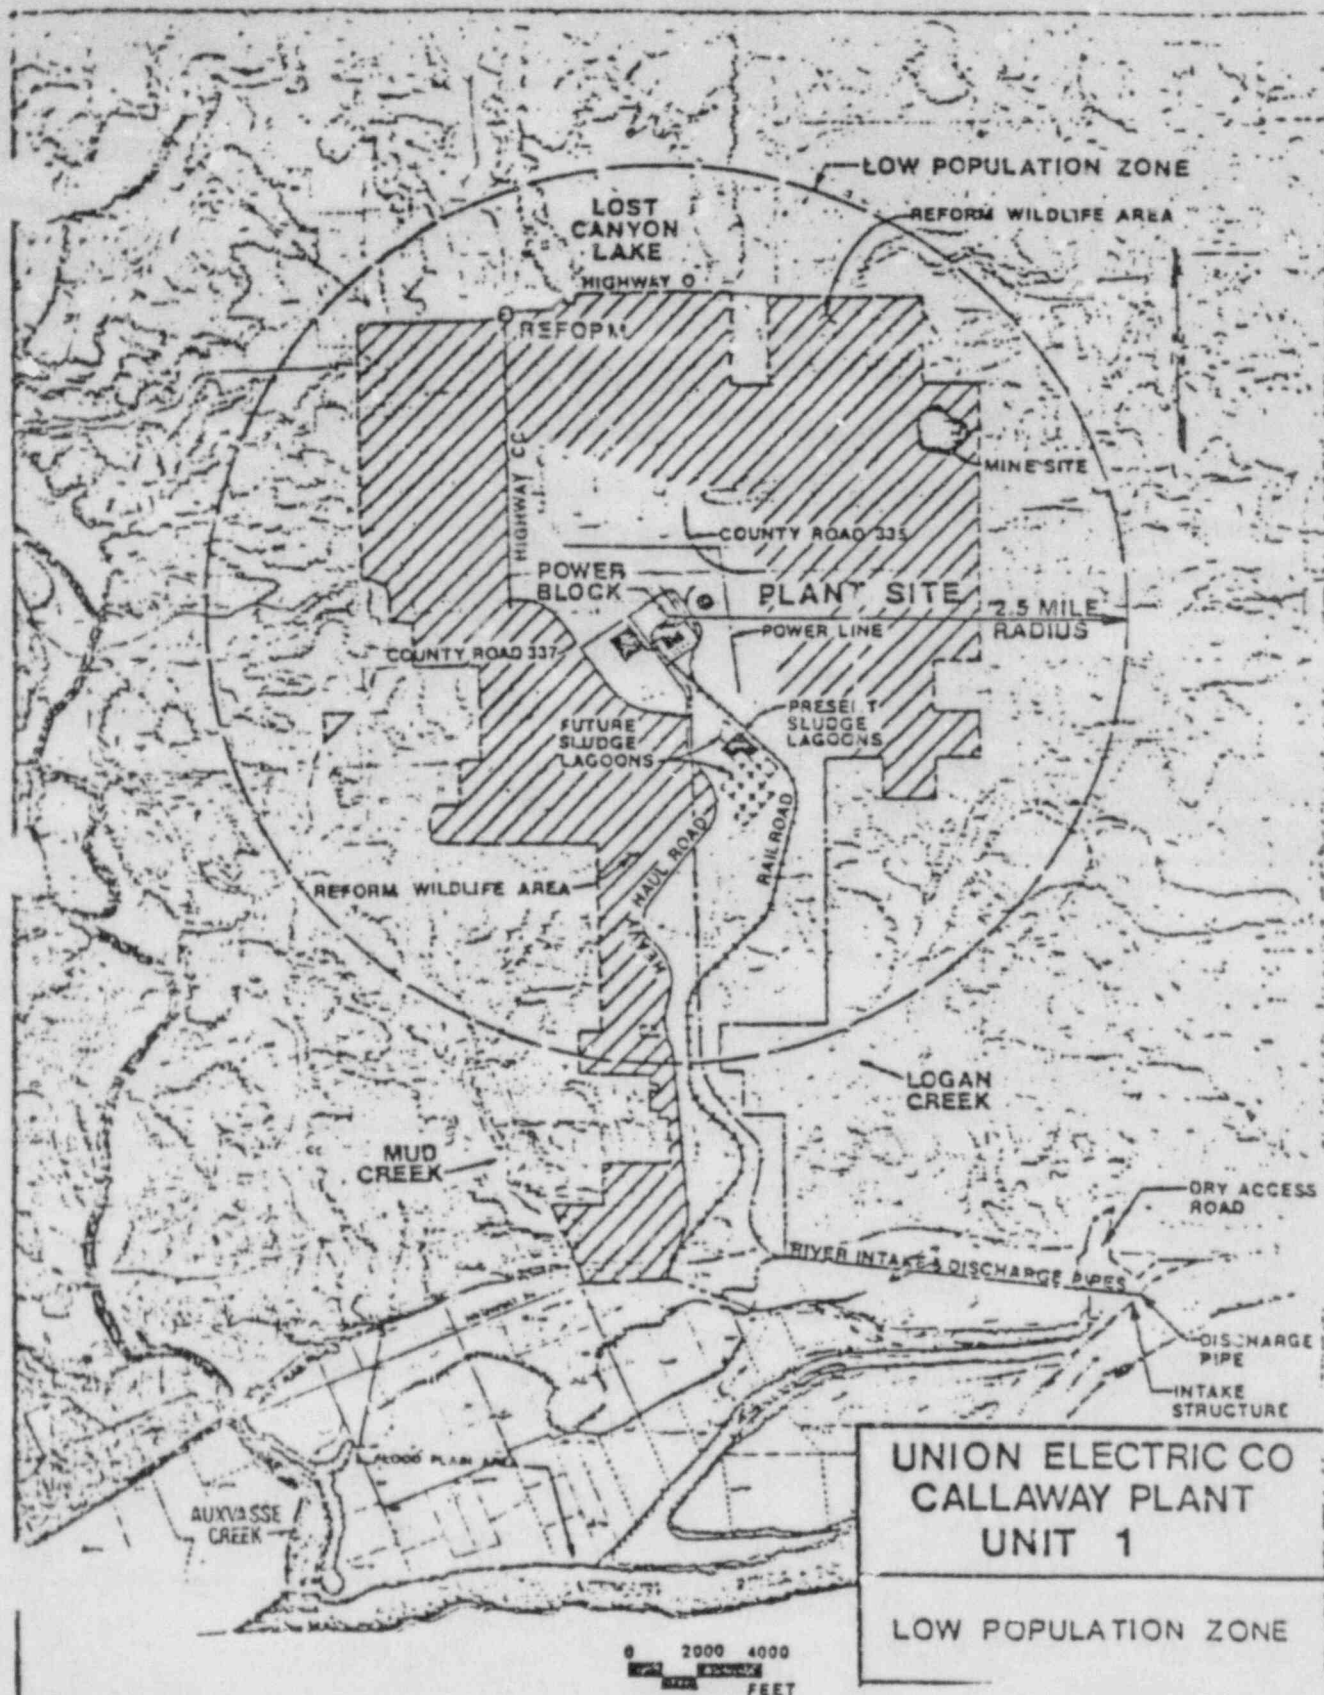 LOW POPULATION ZONE
REFORM WILDLIFE AREA
LOST
CANYON
LAKE
HIGHWAY O
REFORM
MINE SITE
HIGHWAY CC
COUNTY ROAD 335
POWER
BLOCK
PLANT SITE
2.5 MILE
RADIUS
POWER LINE
COUNTY ROAD 337
FUTURE
SLUDGE
LAGOONS
PRESENT
SLUDGE
LAGOONS
HEAVY HAUL ROAD
RAILROAD
REFORM WILDLIFE AREA
LOGAN
CREEK
MUD
CREEK
DRY ACCESS
ROAD
RIVER INTAKE & DISCHARGE PIPES
DISCHARGE
PIPE
INTAKE
STRUCTURE
FLOOD PLAIN AREA
AUXVASSE
CREEK
UNION ELECTRIC CO
CALLAWAY PLANT
UNIT 1
LOW POPULATION ZONE
0 2000 4000
FEET